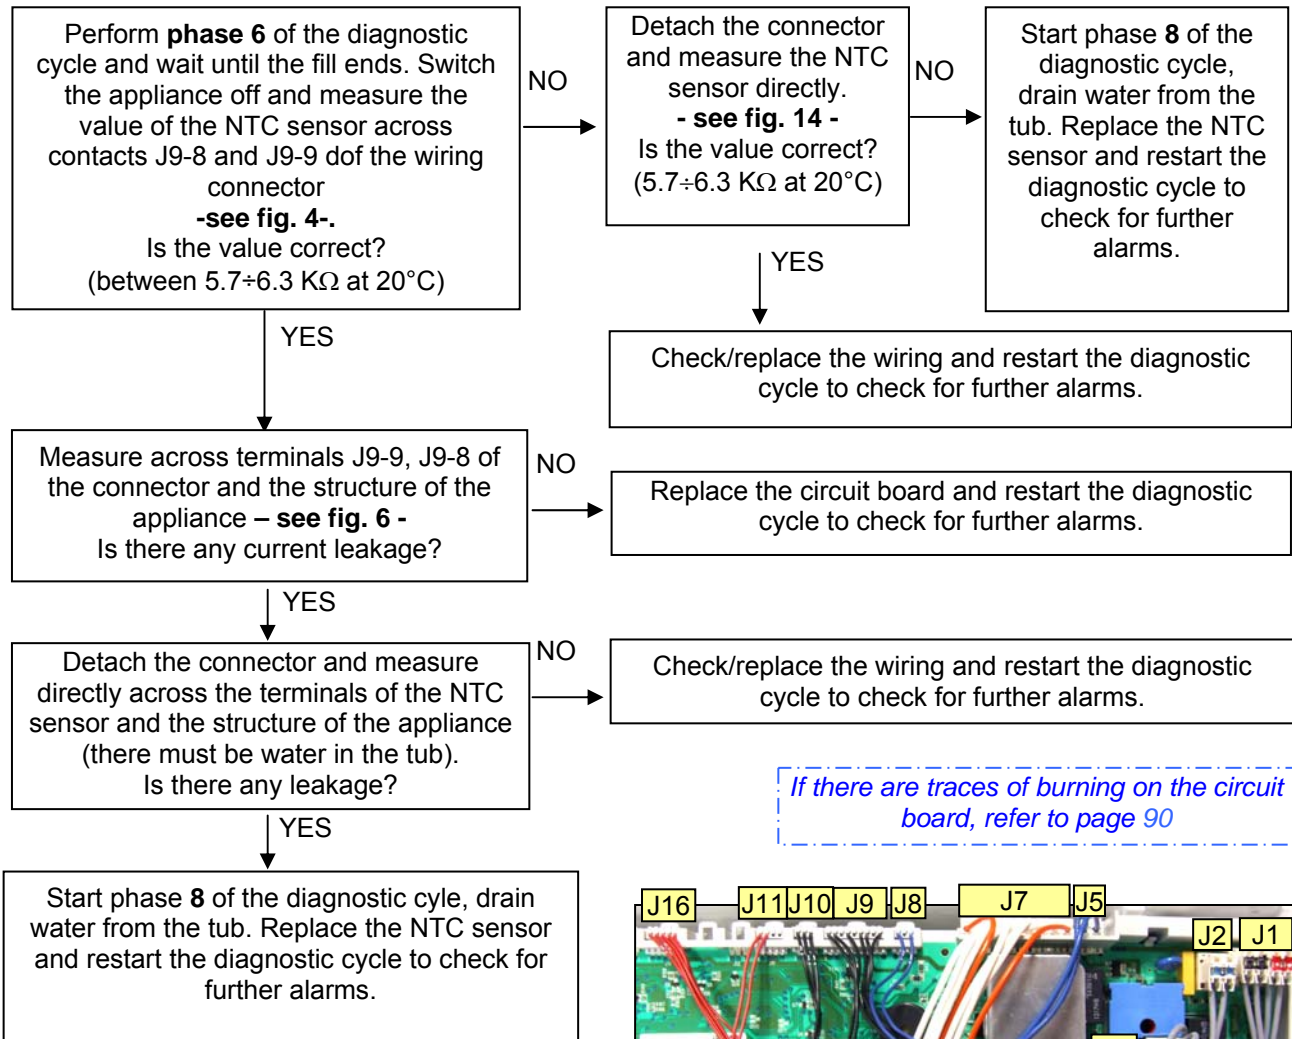 Perform phase 6 of the diagnostic
cycle and wait until the fill ends. Switch
the appliance off and measure the
value of the NTC sensor across
contacts J9-8 and J9-9 dof the wiring
connector
-see fig. 4-.
Is the value correct?
(between 5.7÷6.3 KΩ at 20°C)
NO
Detach the connector
and measure the NTC
sensor directly.
- see fig. 14 -
Is the value correct?
(5.7÷6.3 KΩ at 20°C)
NO
Start phase 8 of the
diagnostic cycle,
drain water from the
tub. Replace the NTC
sensor and restart the
diagnostic cycle to
check for further
alarms.
YES
YES
Check/replace the wiring and restart the diagnostic
cycle to check for further alarms.
Measure across terminals J9-9, J9-8 of
the connector and the structure of the
appliance – see fig. 6 -
Is there any current leakage?
NO
Replace the circuit board and restart the diagnostic
cycle to check for further alarms.
YES
Detach the connector and measure
directly across the terminals of the NTC
sensor and the structure of the appliance
(there must be water in the tub).
Is there any leakage?
NO
Check/replace the wiring and restart the diagnostic
cycle to check for further alarms.
If there are traces of burning on the circuit
board, refer to page 90
YES
Start phase 8 of the diagnostic cyle, drain
water from the tub. Replace the NTC sensor
and restart the diagnostic cycle to check for
further alarms.
J16
J11
J10
J9
J8
J7
J5
J2
J1